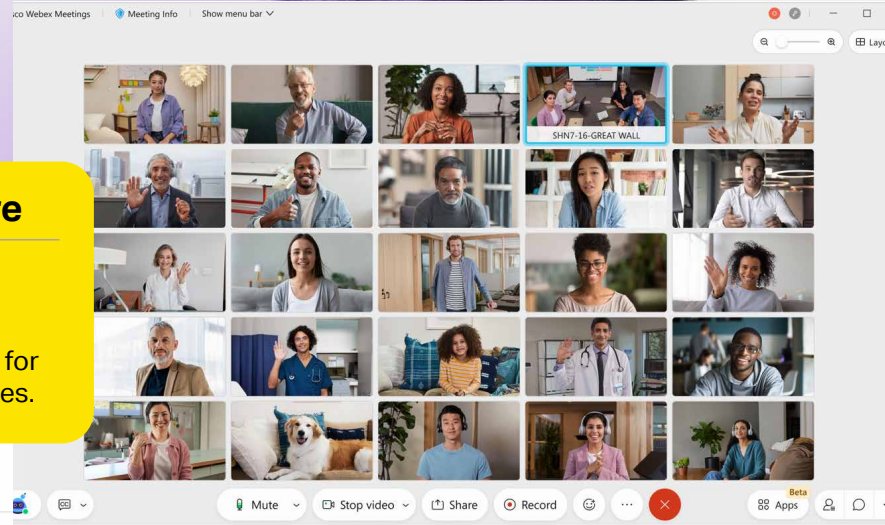 sco Webex Meetings
Meeting Info
Show menu bar
Layo
SHN7-16-GREAT WALL
re
for
es.
CC
Mute
Stop video
Share
Record
Beta
Apps